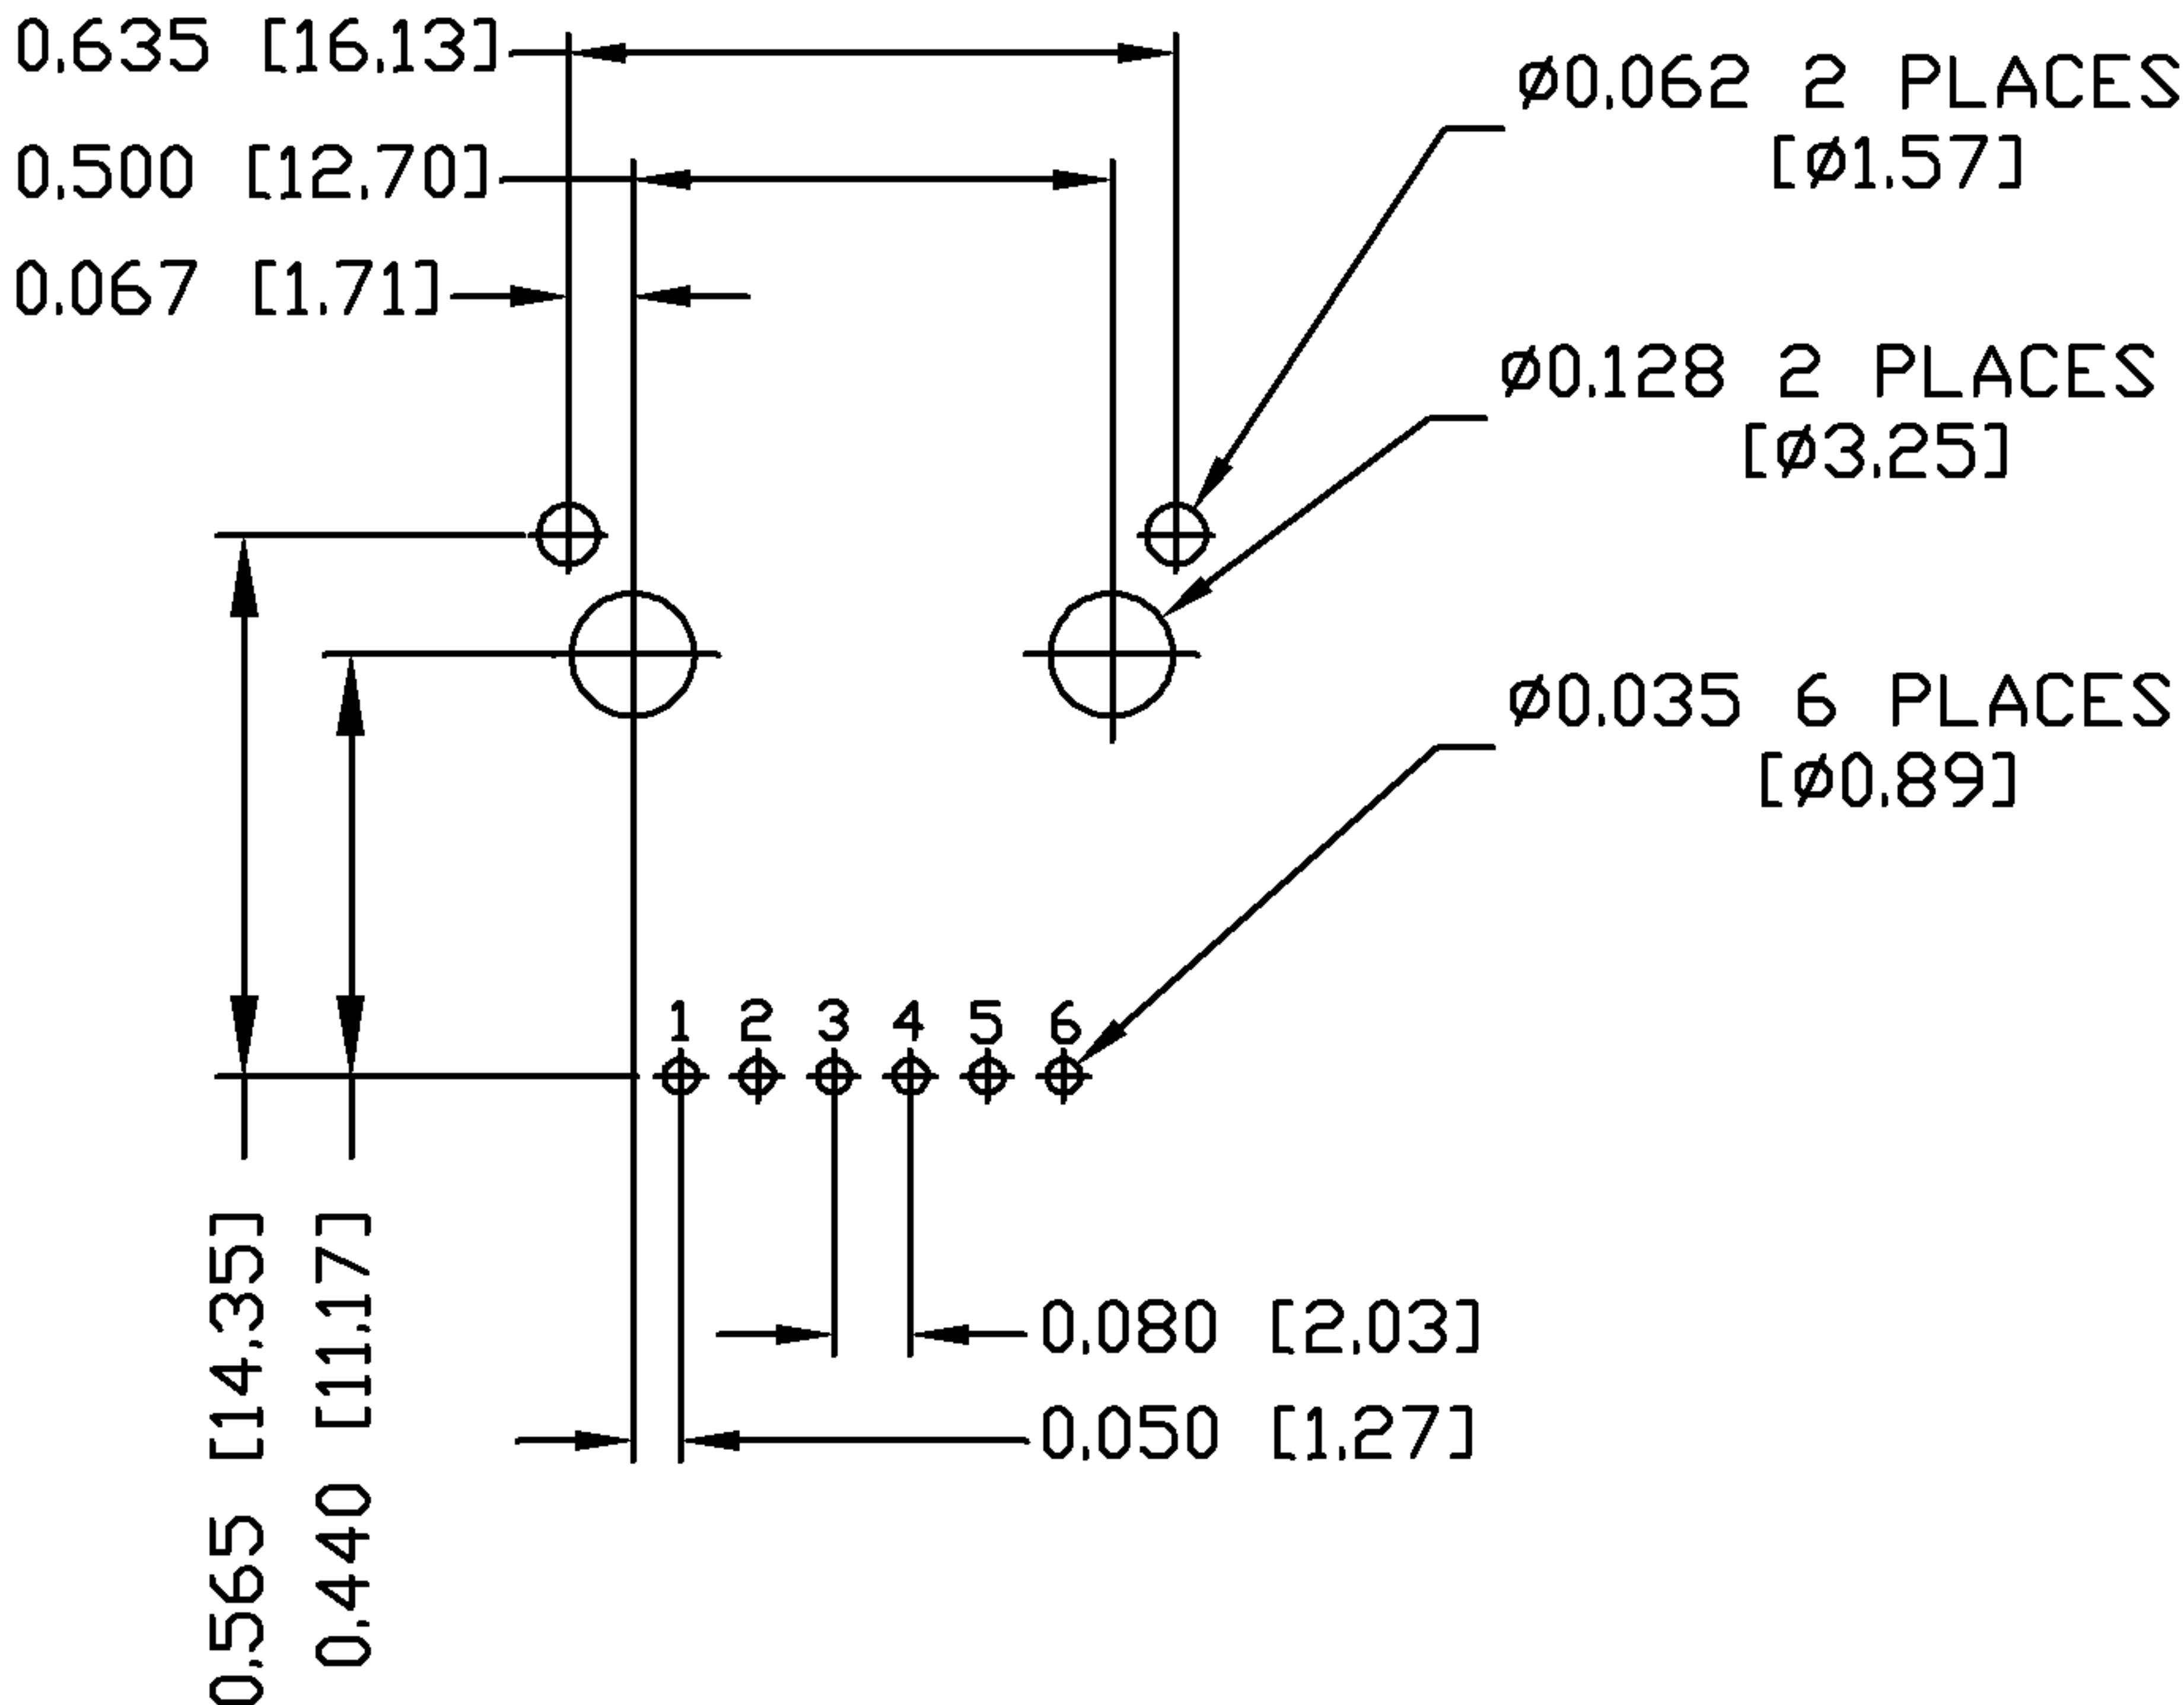 0.635 [16.13]
Ø0.062 2 PLACES
[Ø1.57]
0.500 [12.70]
0.067 [1.71]
Ø0.128 2 PLACES
[Ø3.25]
Ø0.035 6 PLACES
[Ø0.89]
1 2 3 4 5 6
0.565 [14.35]
0.440 [11.17]
0.080 [2.03]
0.050 [1.27]